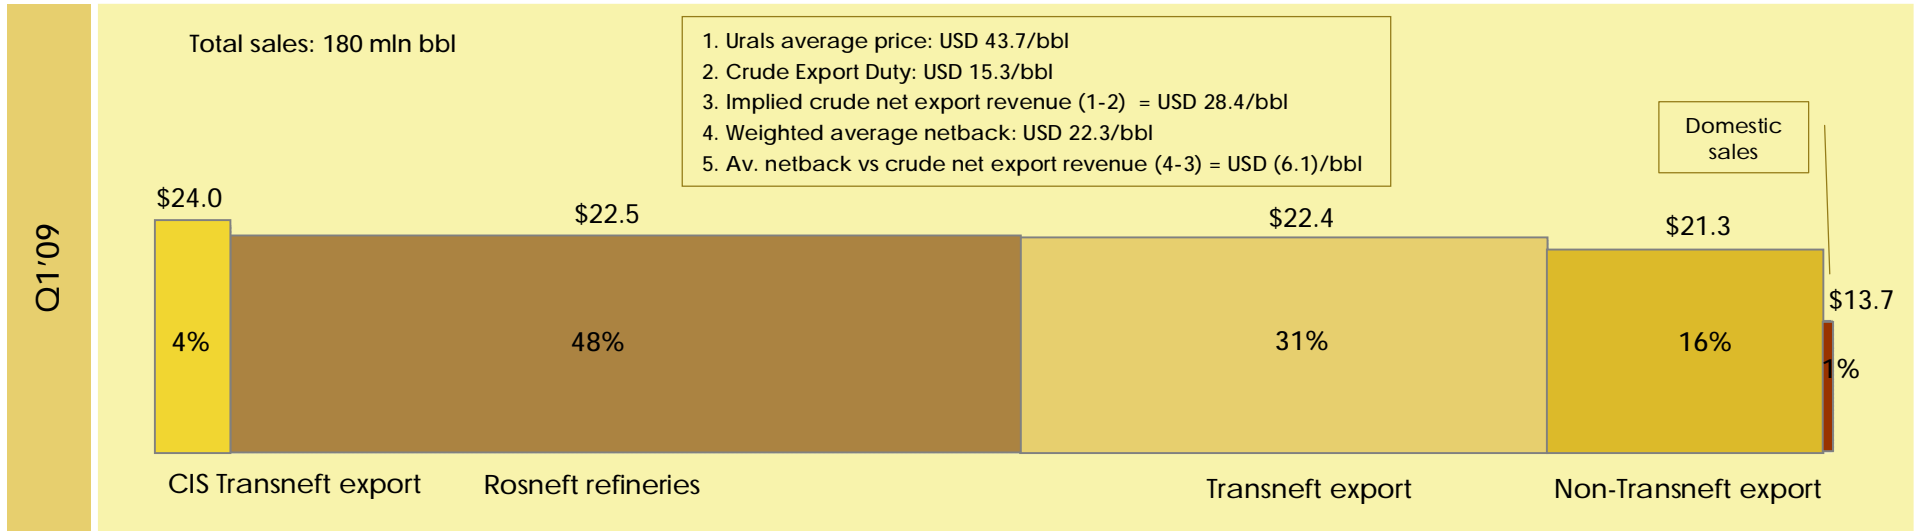 Q1'09
Total sales: 180 mln bbl
1. Urals average price: USD 43.7/bbl
2. Crude Export Duty: USD 15.3/bbl
3. Implied crude net export revenue (1-2) = USD 28.4/bbl
4. Weighted average netback: USD 22.3/bbl
5. Av. netback vs crude net export revenue (4-3) = USD (6.1)/bbl
Domestic
sales
$24.0
$22.5
$22.4
$21.3
$13.7
4%
48%
31%
16%
1%
CIS Transneft export
Rosneft refineries
Transneft export
Non-Transneft export